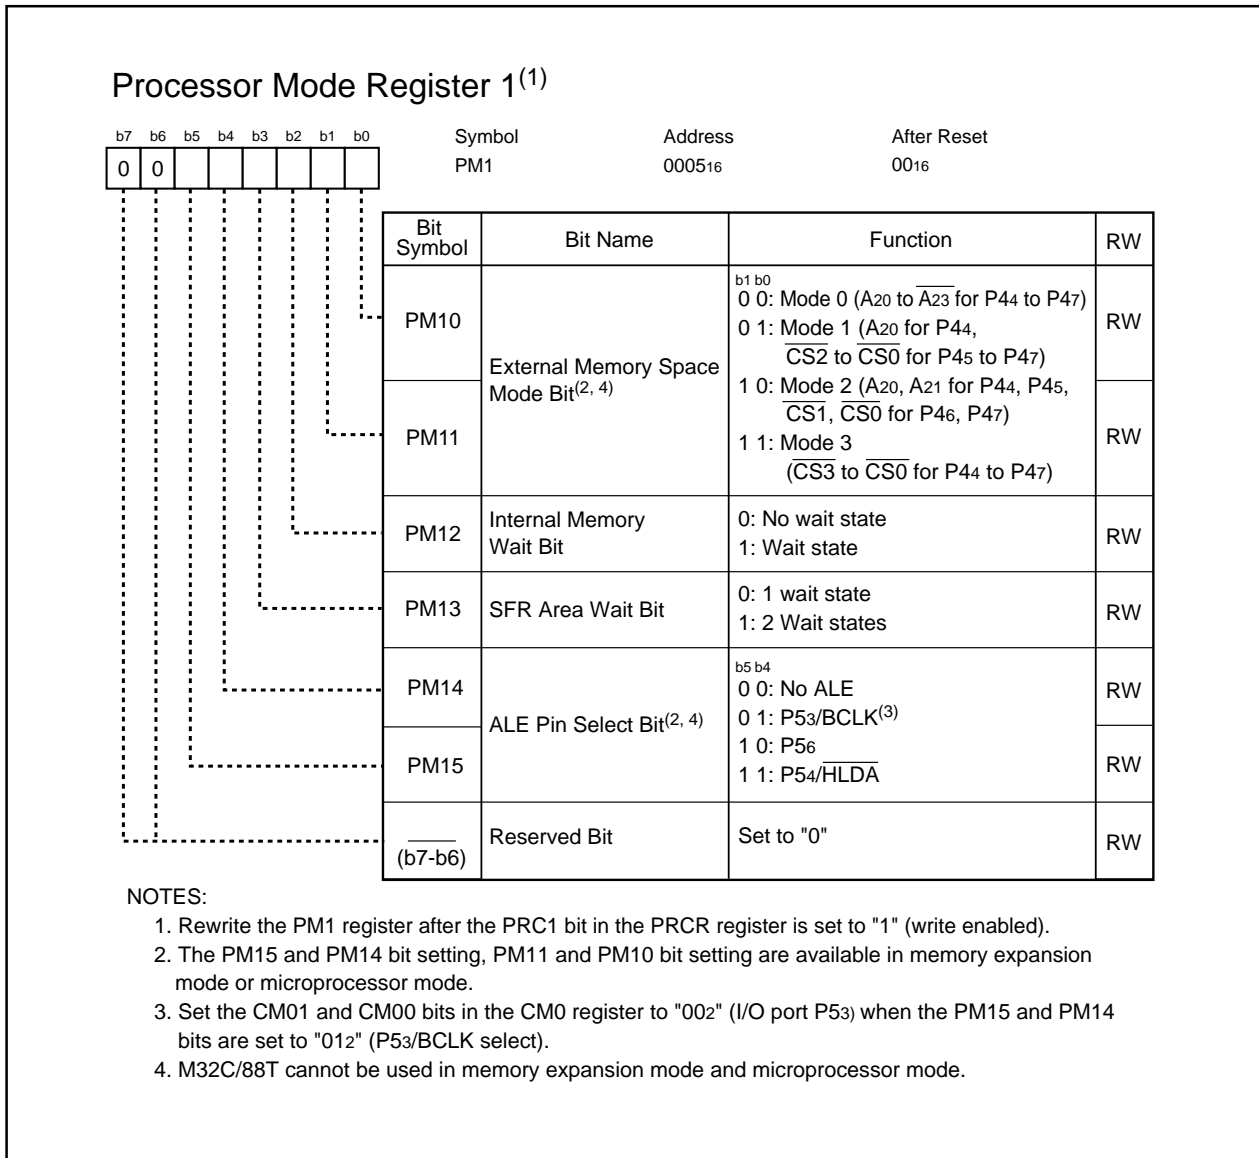 Processor Mode Register 1(1)
b7 b6 b5 b4 b3 b2 b1 b0
0 0
Symbol Address After Reset
PM1 000516 0016
Bit Symbol Bit Name Function RW
PM10
PM11
External Memory Space
Mode Bit(2, 4)
b1 b0
0 0: Mode 0 (A20 to A23 for P44 to P47)
0 1: Mode 1 (A20 for P44,
CS2 to CS0 for P45 to P47)
1 0: Mode 2 (A20, A21 for P44, P45,
CS1, CS0 for P46, P47)
1 1: Mode 3
(CS3 to CS0 for P44 to P47)
RW
RW
PM12
Internal Memory
Wait Bit
0: No wait state
1: Wait state
RW
PM13
SFR Area Wait Bit
0: 1 wait state
1: 2 Wait states
RW
PM14
PM15
ALE Pin Select Bit(2, 4)
b5 b4
0 0: No ALE
0 1: P53/BCLK(3)
1 0: P56
1 1: P54/HLDA
RW
RW
(b7-b6)
Reserved Bit
Set to "0"
RW
NOTES:
1. Rewrite the PM1 register after the PRC1 bit in the PRCR register is set to "1" (write enabled).
2. The PM15 and PM14 bit setting, PM11 and PM10 bit setting are available in memory expansion
mode or microprocessor mode.
3. Set the CM01 and CM00 bits in the CM0 register to "002" (I/O port P53) when the PM15 and PM14
bits are set to "012" (P53/BCLK select).
4. M32C/88T cannot be used in memory expansion mode and microprocessor mode.